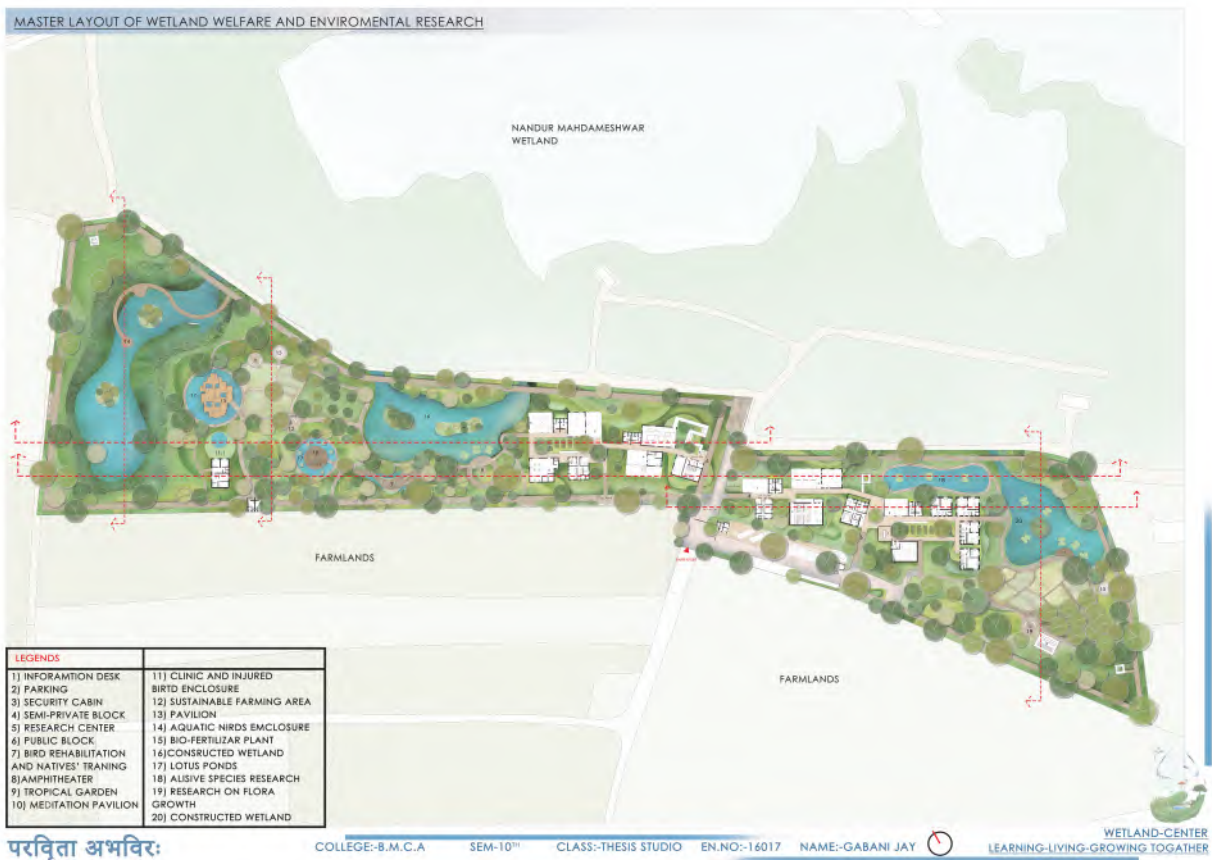 MASTER LAYOUT OF WETLAND WELFARE AND ENVIROMENTAL RESEARCH
NANDUR MAHDAMESHWAR
WETLAND
FARMLANDS
FARMLANDS
LEGENDS
1) INFORAMTION DESK
2) PARKING
3) SECURITY CABIN
4) SEMI-PRIVATE BLOCK
5) RESEARCH CENTER
6) PUBLIC BLOCK
7) BIRD REHABILITATION
AND NATIVES' TRANING
8)AMPHITHEATER
9) TROPICAL GARDEN
10) MEDITATION PAVILION
11) CLINIC AND INJURED
BIRTD ENCLOSURE
12) SUSTAINABLE FARMING AREA
13) PAVILION
14) AQUATIC NIRDS EMCLOSURE
15) BIO-FERTILIZAR PLANT
16)CONSRUCTED WETLAND
17) LOTUS PONDS
18) ALISIVE SPECIES RESEARCH
19) RESEARCH ON FLORA
GROWTH
20) CONSTRUCTED WETLAND
परविता अभविरः
COLLEGE:-B.M.C.A SEM-10TH CLASS:-THESIS STUDIO EN.NO:-16017 NAME:-GABANI JAY
WETLAND-CENTER
LEARNING-LIVING-GROWING TOGATHER